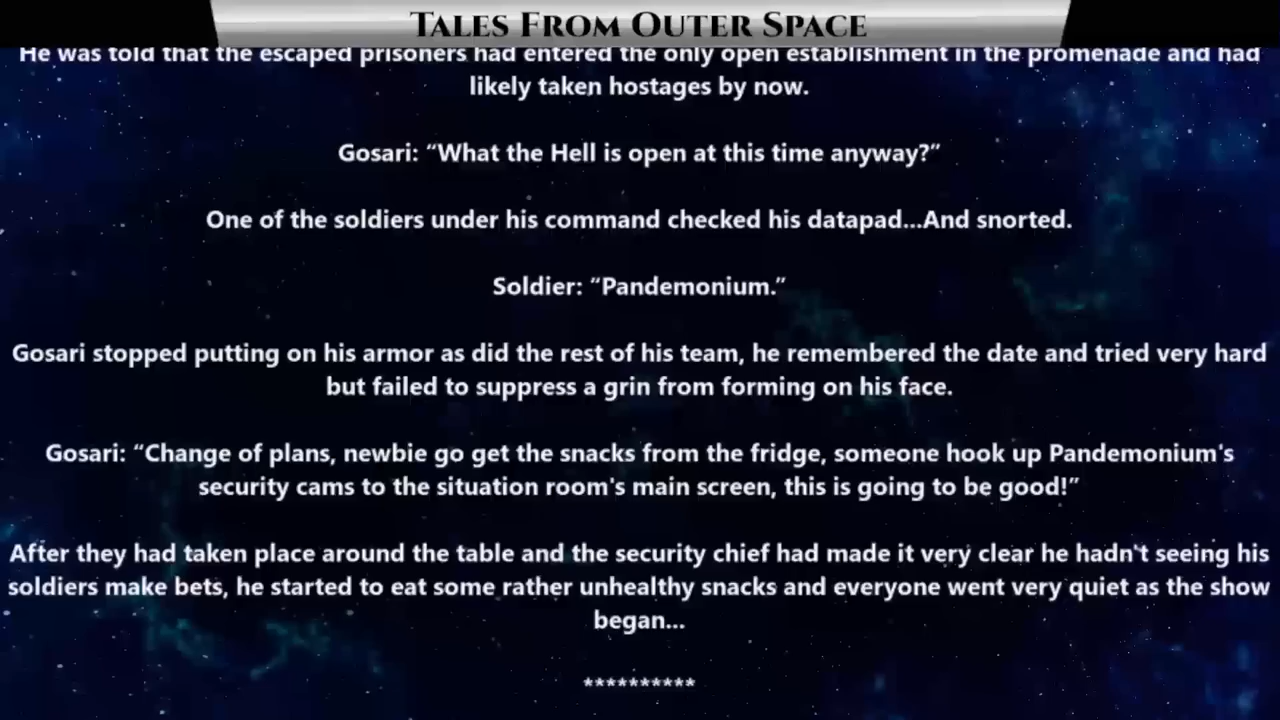 Tales From Outer Space
He was told that the escaped prisoners had entered the only open establishment in the promenade and had
likely taken hostages by now.
Gosari: “What the Hell is open at this time anyway?”
One of the soldiers under his command checked his datapad...And snorted.
Soldier: “Pandemonium.”
Gosari stopped putting on his armor as did the rest of his team, he remembered the date and tried very hard
but failed to suppress a grin from forming on his face.
Gosari: “Change of plans, newbie go get the snacks from the fridge, someone hook up Pandemonium's
security cams to the situation room's main screen, this is going to be good!”
After they had taken place around the table and the security chief had made it very clear he hadn't seeing his
soldiers make bets, he started to eat some rather unhealthy snacks and everyone went very quiet as the show
began...
**********